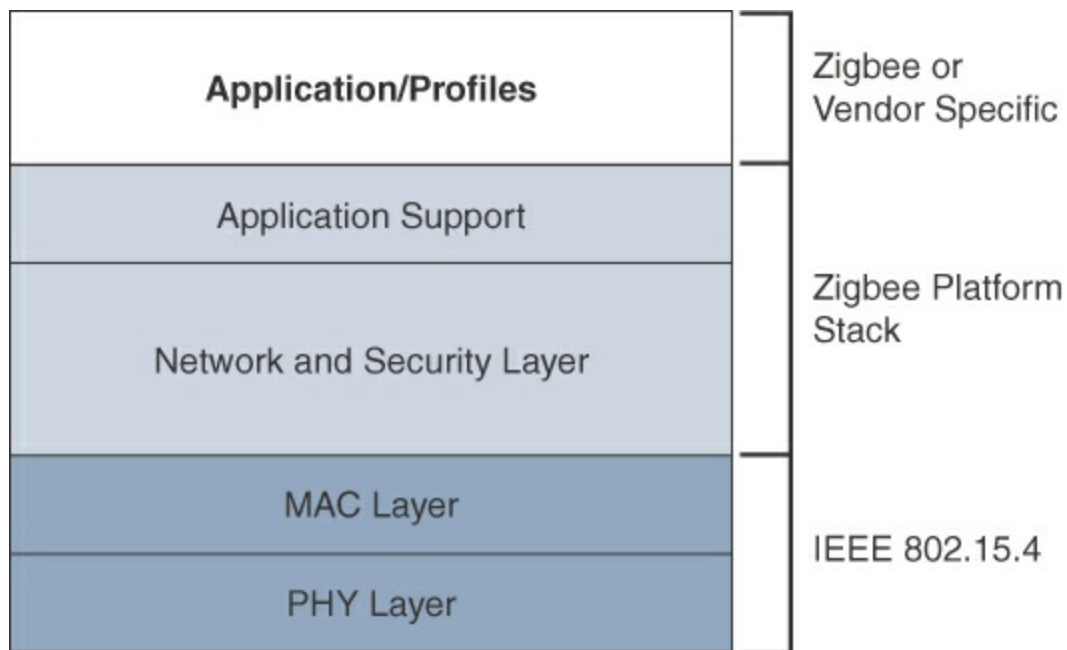 Application/Profiles
Zigbee or
Vendor Specific
Application Support
Network and Security Layer
Zigbee Platform
Stack
MAC Layer
PHY Layer
IEEE 802.15.4